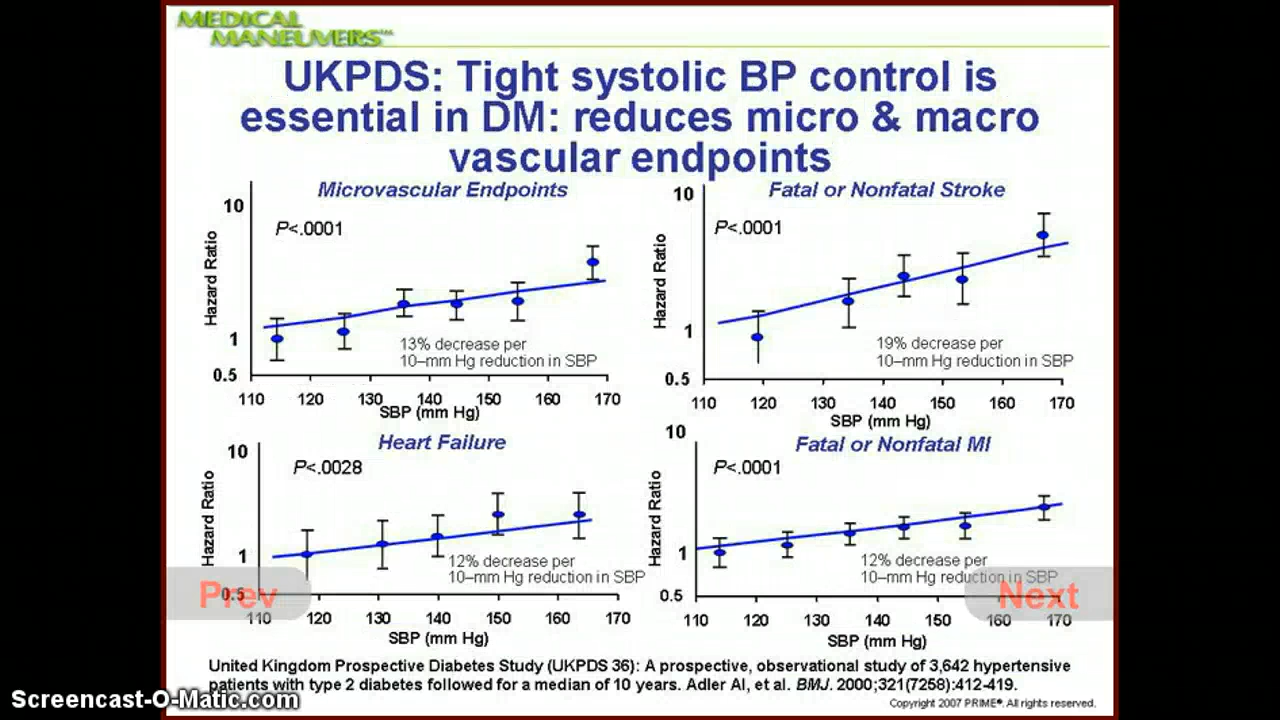 MEDICAL
MANEUVERS™
UKPDS: Tight systolic BP control is
essential in DM: reduces micro & macro
vascular endpoints
Microvascular Endpoints
10
P<.0001
Hazard Ratio
1
13% decrease per
10–mm Hg reduction in SBP
0.5
110 120 130 140 150 160 170
SBP (mm Hg)
Fatal or Nonfatal Stroke
10
P<.0001
Hazard Ratio
1
19% decrease per
10–mm Hg reduction in SBP
0.5
110 120 130 140 150 160 170
SBP (mm Hg)
Heart Failure
10
P<.0028
Hazard Ratio
1
12% decrease per
10–mm Hg reduction in SBP
0.5
110 120 130 140 150 160 170
SBP (mm Hg)
Fatal or Nonfatal MI
10
P<.0001
Hazard Ratio
1
12% decrease per
10–mm Hg reduction in SBP
0.5
110 120 130 140 150 160 170
SBP (mm Hg)
Prev
Next
United Kingdom Prospective Diabetes Study (UKPDS 36): A prospective, observational study of 3,642 hypertensive
patients with type 2 diabetes followed for a median of 10 years. Adler AI, et al. BMJ. 2000;321(7258):412-419.
Copyright 2007 PRIME®. All rights reserved.
Screencast-O-Matic.com